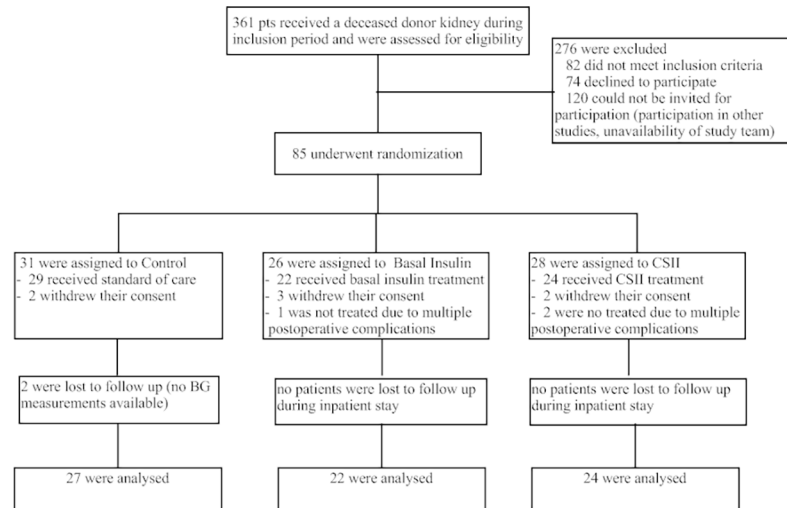 361 pts received a deceased donor kidney during
inclusion period and were assessed for eligibility
276 were excluded
82 did not meet inclusion criteria
74 declined to participate
120 could not be invited for
participation (participation in other
studies, unavailability of study team)
85 underwent randomization
31 were assigned to Control
- 29 received standard of care
- 2 withdrew their consent
26 were assigned to Basal Insulin
- 22 received basal insulin treatment
- 3 withdrew their consent
- 1 was not treated due to multiple
postoperative complications
28 were assigned to CSII
- 24 received CSII treatment
- 2 withdrew their consent
- 2 were no treated due to multiple
postoperative complications
2 were lost to follow up (no BG
measurements available)
no patients were lost to follow up
during inpatient stay
no patients were lost to follow up
during inpatient stay
27 were analysed
22 were analysed
24 were analysed